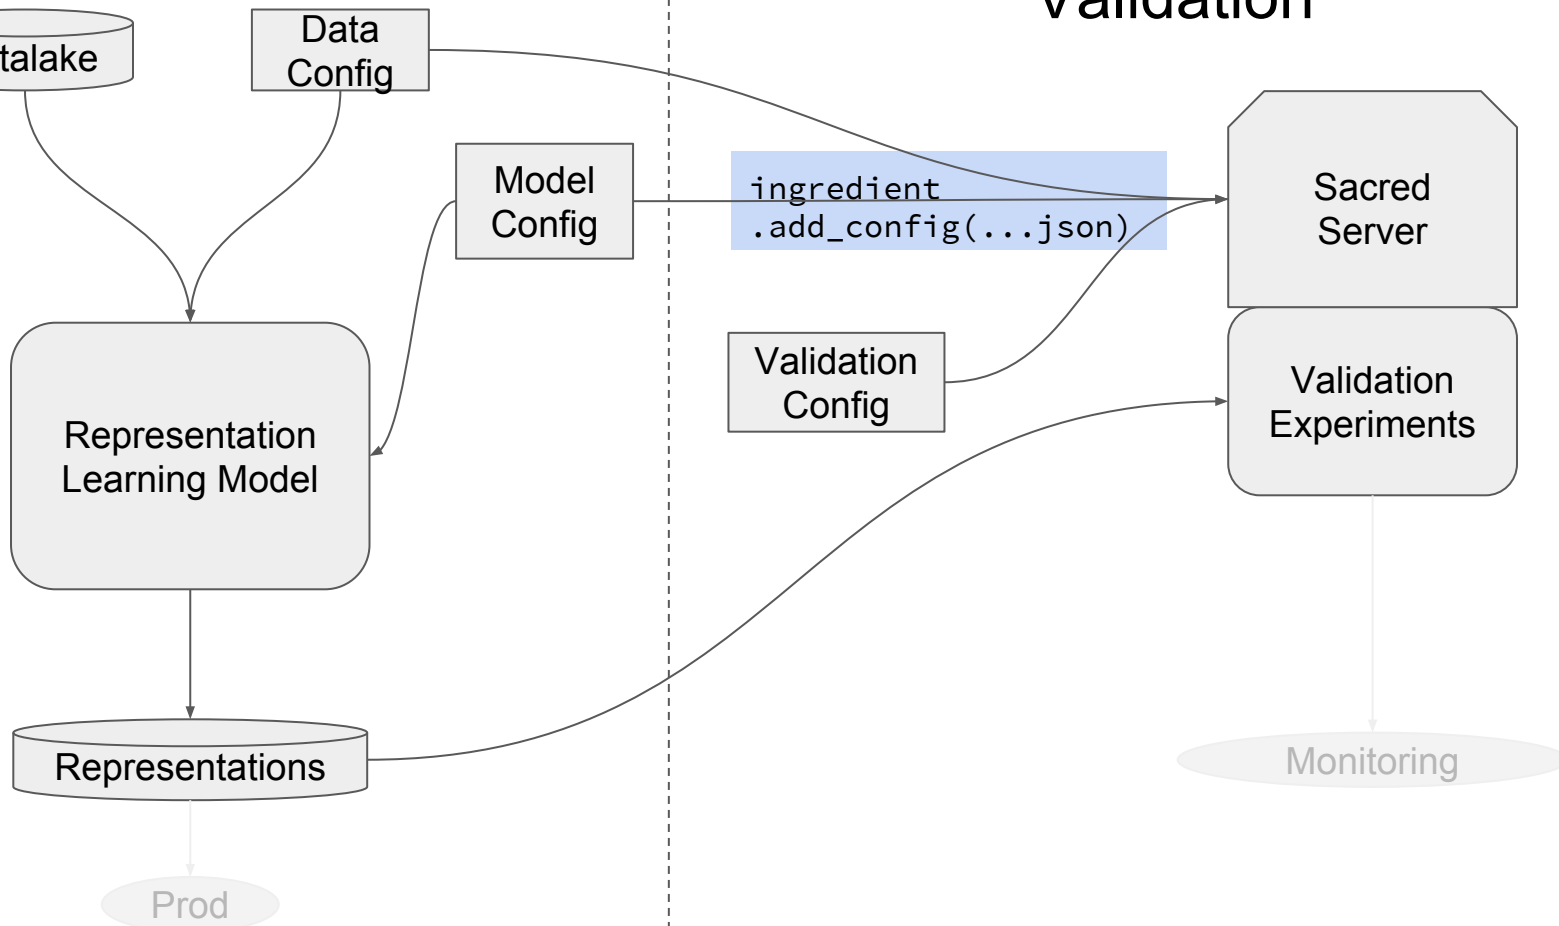 Validation
talake
Data
Config
Model
Config
ingredient
.add_config(...json)
Sacred
Server
Validation
Config
Validation
Experiments
Representation
Learning Model
Representations
Monitoring
Prod